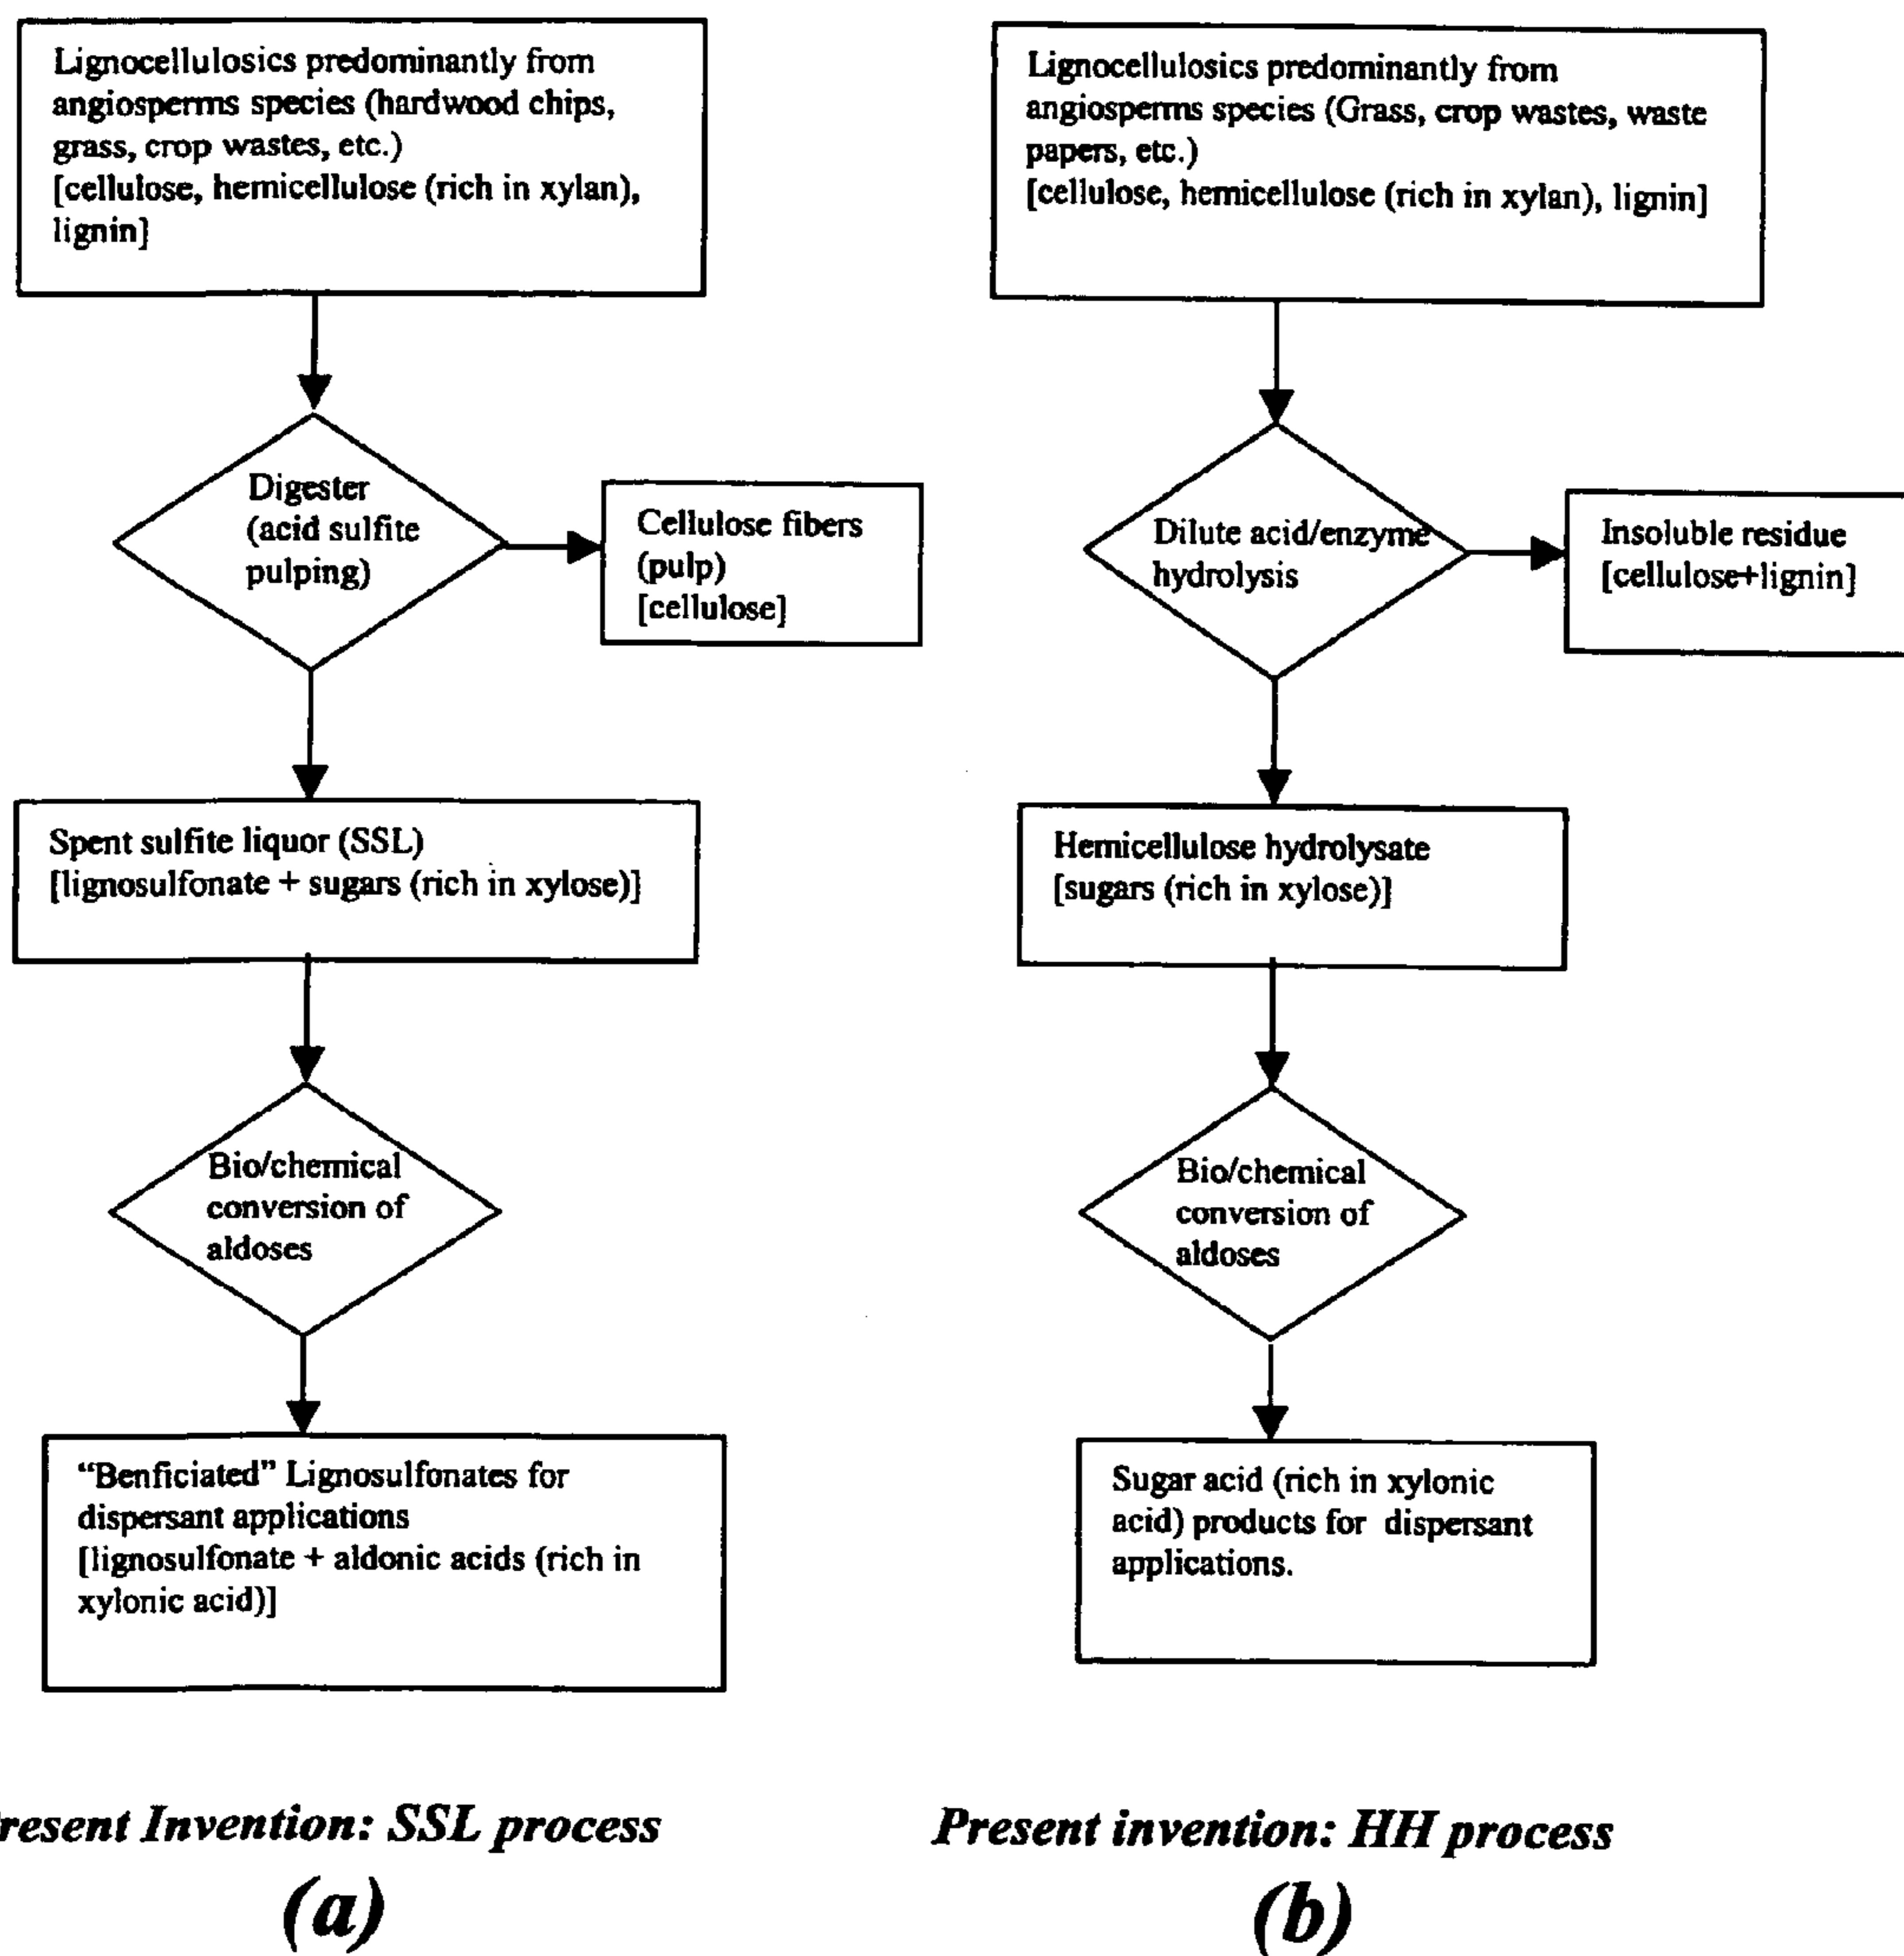 Lignocellulosics predominantly from
angiosperms species (hardwood chips,
grass, crop wastes, etc.)
[cellulose, hemicellulose (rich in xylan),
lignin]
Digester
(acid sulfite
pulping)
Cellulose fibers
(pulp)
[cellulose]
Spent sulfite liquor (SSL)
[lignosulfonate + sugars (rich in xylose)]
Bio/chemical
conversion of
aldoses
“Benficiated” Lignosulfonates for
dispersant applications
[lignosulfonate + aldonic acids (rich in
xylonic acid)]
resent Invention: SSL process
(a)
Lignocellulosics predominantly from
angiosperms species (Grass, crop wastes, waste
papers, etc.)
[cellulose, hemicellulose (rich in xylan), lignin]
Dilute acid/enzyme
hydrolysis
Insoluble residue
[cellulose+lignin]
Hemicellulose hydrolysate
[sugars (rich in xylose)]
Bio/chemical
conversion of
aldoses
Sugar acid (rich in xylonic
acid) products for dispersant
applications.
Present invention: HH process
(b)